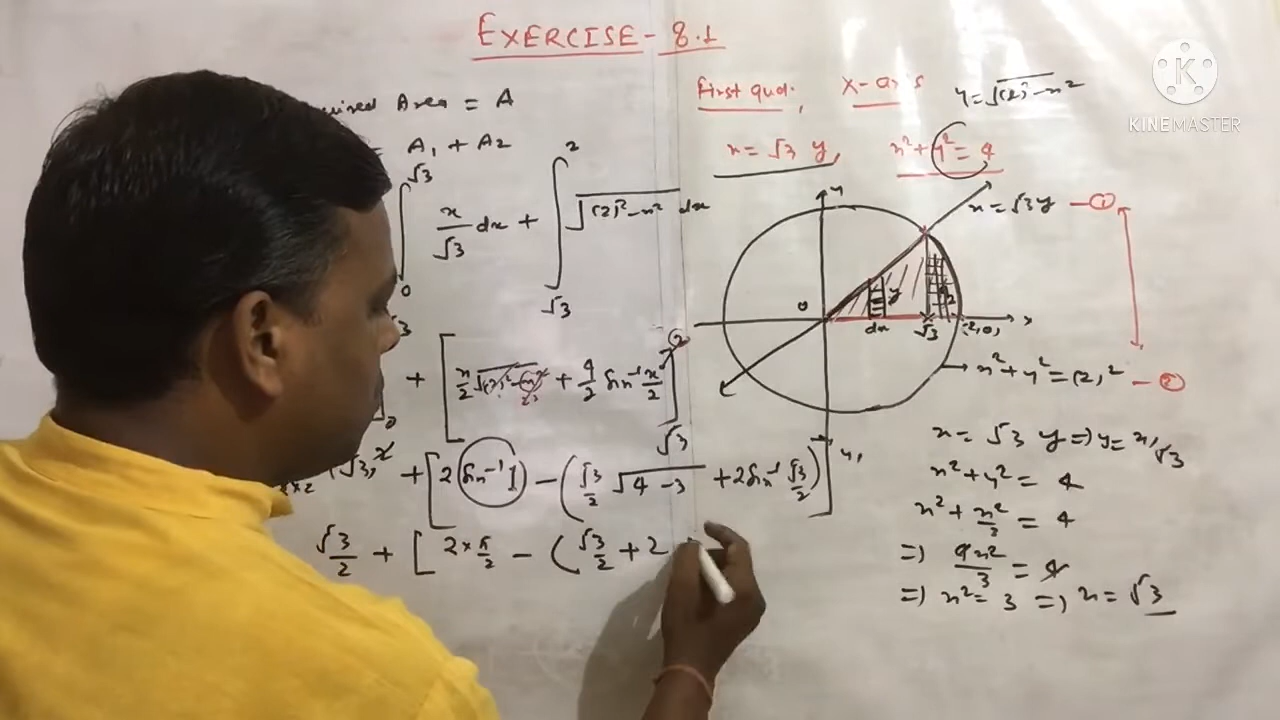 EXERCISE - 8.1
Required Area = A
= A₁ + A₂
∫₀^√3 x/√3 dx + ∫_√3^2 √((2)²-x²) dx
+ [x/2 √((2)²-x²) + 4/2 Sin⁻¹ x/2]_√3^2
(√3)² + [2 Sin⁻¹ 1) - (√3/2 √4-3 + 2 Sin⁻¹ √3/2)]
√3/2 + [2 × π/2 - (√3/2 + 2
First quad., X-axis
y = √((2)²-x²)
x = √3 y, x²+y² = 4
y
x = √3y - ①
0
y
A₂
dx
√3
(2,0)
x
x²+y² = (2)² - ②
y'
x = √3 y => y = x/√3
x²+y² = 4
x² + x²/3 = 4
=) 4x²/3 = 4
=) x² = 3 =) x = √3
KINEMASTER